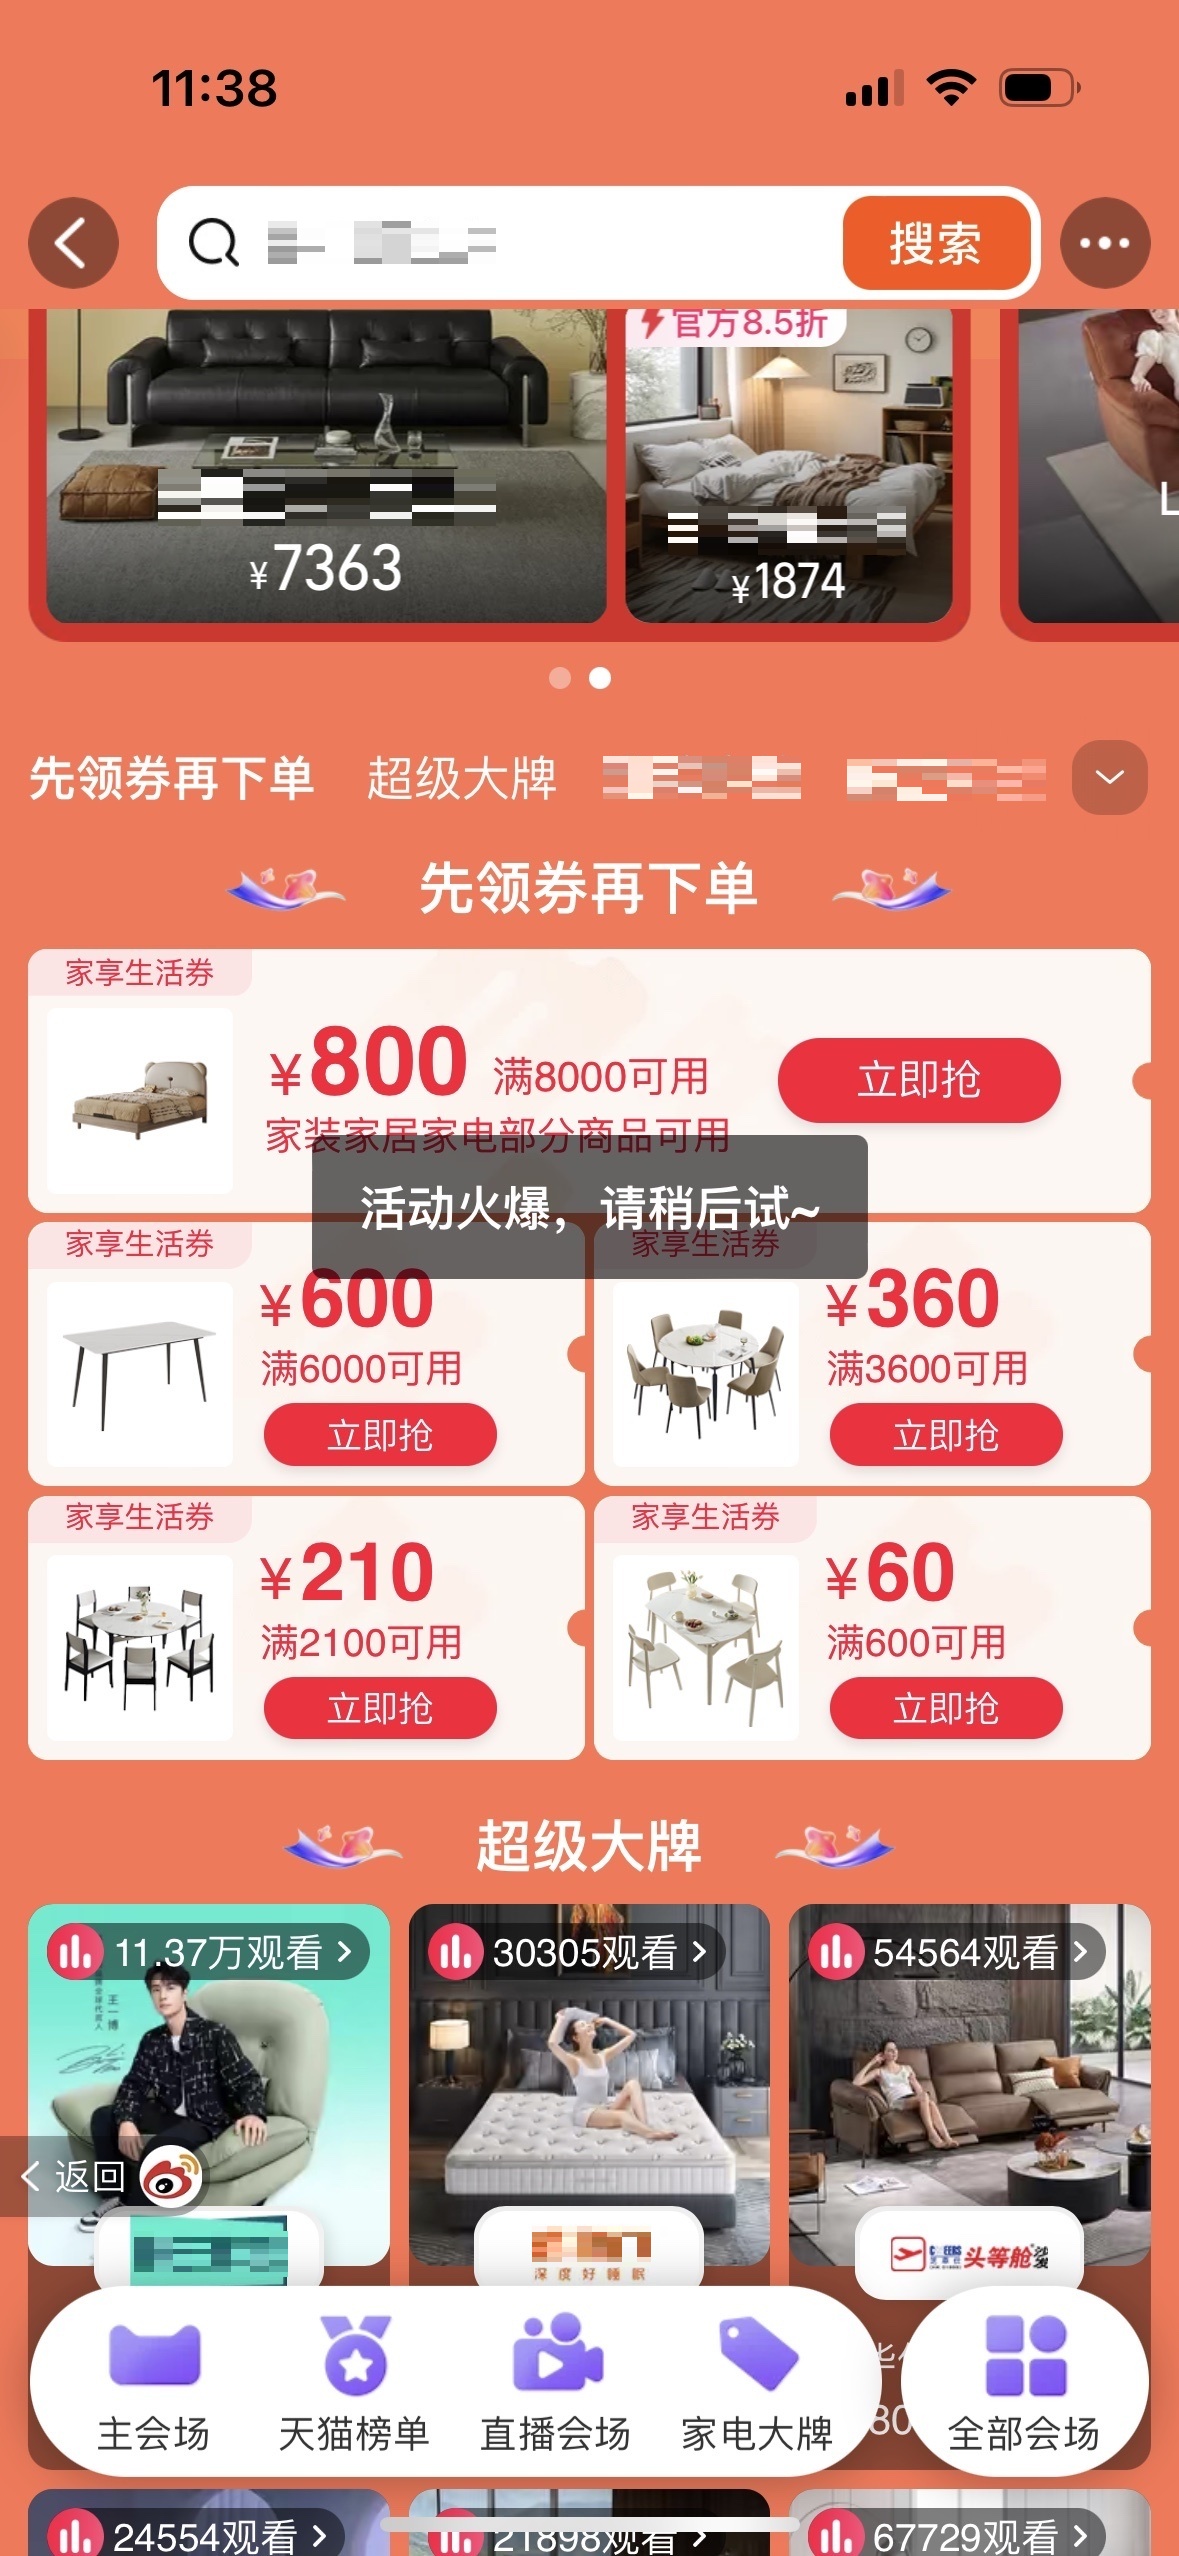 11:38
搜索
官方8.5折
¥7363
¥1874
L
先领券再下单 超级大牌
先领券再下单
家享生活券
¥800 满8000可用
立即抢
家装家居家电部分商品可用
活动火爆，请稍后试~
家享生活券
¥600
满6000可用
立即抢
家享生活券
¥360
满3600可用
立即抢
家享生活券
¥210
满2100可用
立即抢
家享生活券
¥60
满600可用
立即抢
超级大牌
11.37万观看
30305观看
54564观看
王一博
返回
深度好睡眠
头等舱沙发
80
主会场
天猫榜单
直播会场
家电大牌
全部会场
24554观看
21898观看
67729观看